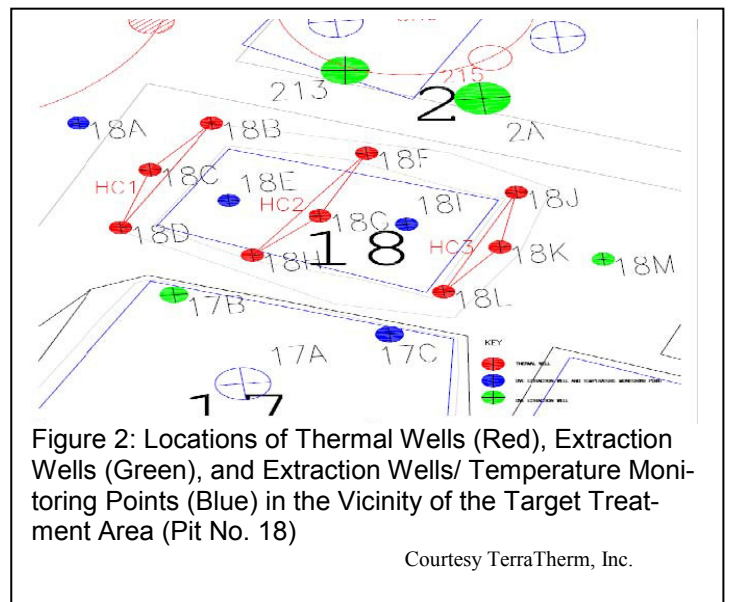 213
215
2
2A
18A
18B
18F
18C
18E
HC1
HC2
18I
18J
18D
18G
18H
18
HC3
18K
18M
18L
17B
17A
17C
KEY
THERMAL WELL
17
Figure 2: Locations of Thermal Wells (Red), Extraction
Wells (Green), and Extraction Wells/ Temperature Moni-
toring Points (Blue) in the Vicinity of the Target Treat-
ment Area (Pit No. 18)
Courtesy TerraTherm, Inc.